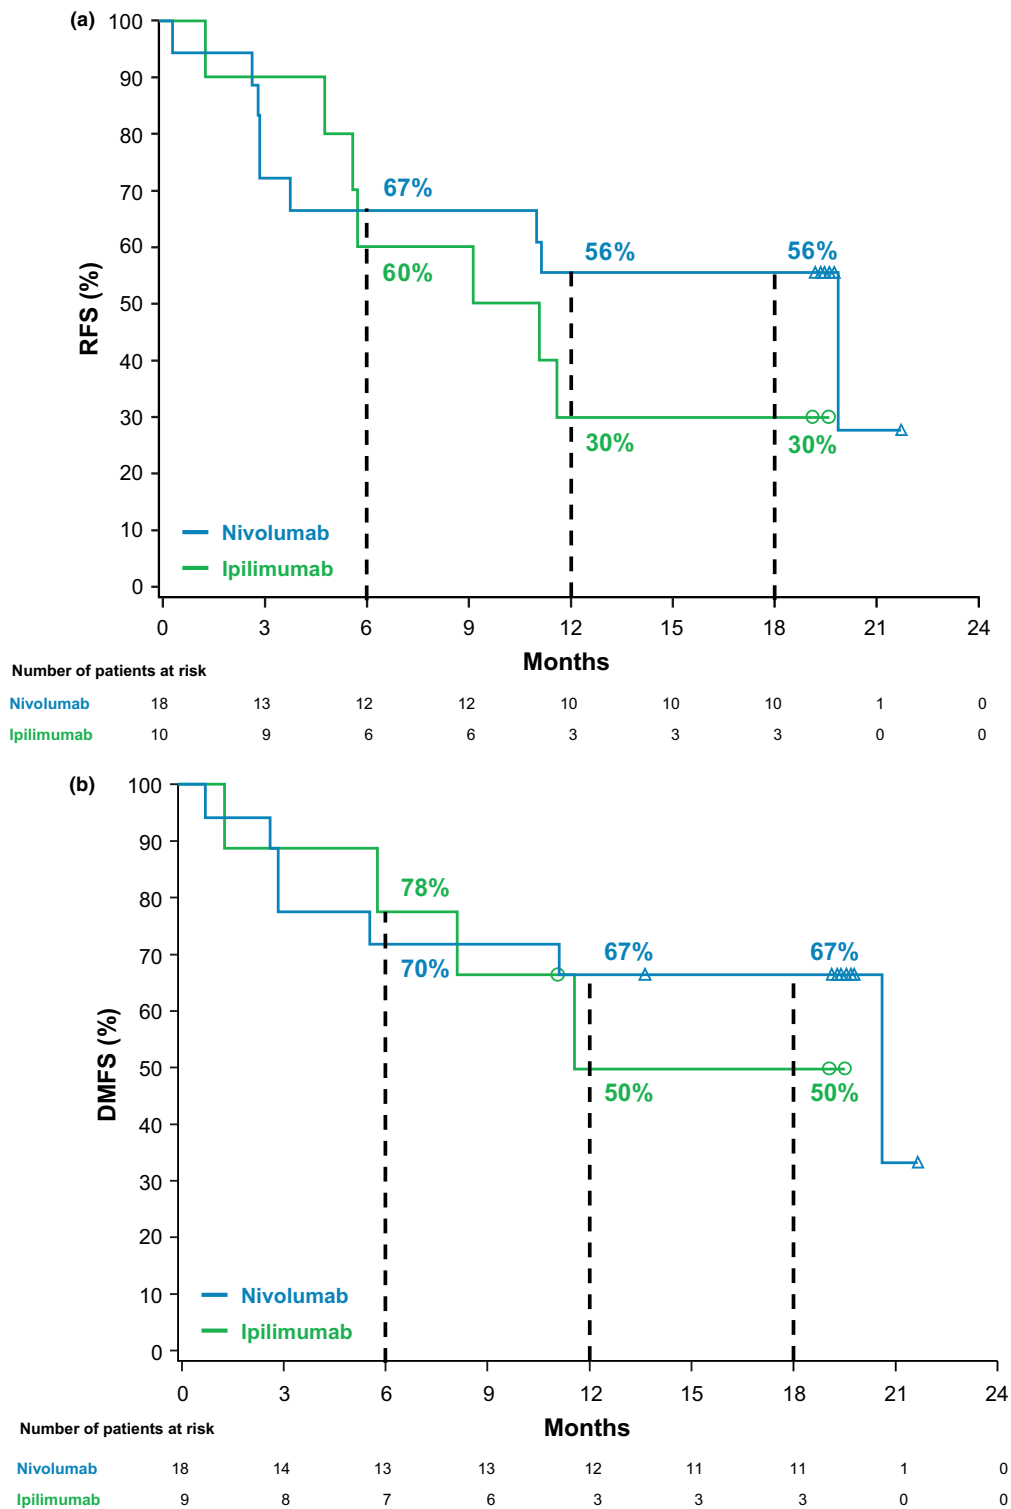 (a)
100
90
80
70
60
50
40
30
20
10
0
RFS (%)
67%
60%
56%
30%
56%
30%
Nivolumab
Ipilimumab
0 3 6 9 12 15 18 21 24
Months
Number of patients at risk
Nivolumab 18 13 12 12 10 10 10 1 0
Ipilimumab 10 9 6 6 3 3 3 0 0
(b)
100
90
80
70
60
50
40
30
20
10
0
DMFS (%)
78%
70%
67%
50%
67%
50%
Nivolumab
Ipilimumab
0 3 6 9 12 15 18 21 24
Months
Number of patients at risk
Nivolumab 18 14 13 13 12 11 11 1 0
Ipilimumab 9 8 7 6 3 3 3 0 0